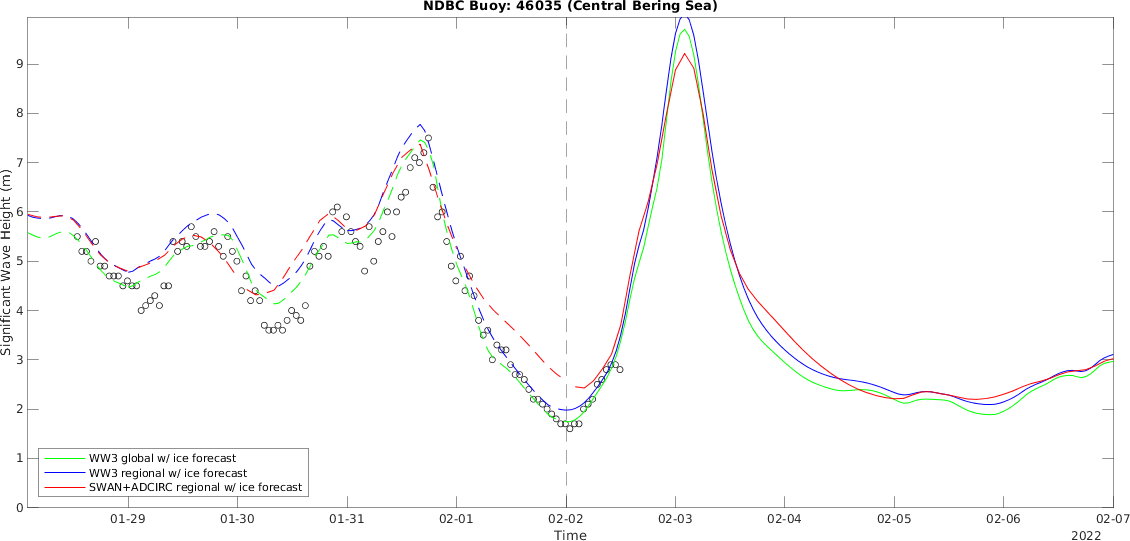 NDBC Buoy: 46035 (Central Bering Sea)
Significant Wave Height (m)
9
8
7
6
5
4
3
2
1
0
WW3 global w/ ice forecast
WW3 regional w/ ice forecast
SWAN+ADCIRC regional w/ ice forecast
01-29 01-30 01-31 02-01 02-02 02-03 02-04 02-05 02-06 02-07
Time
2022